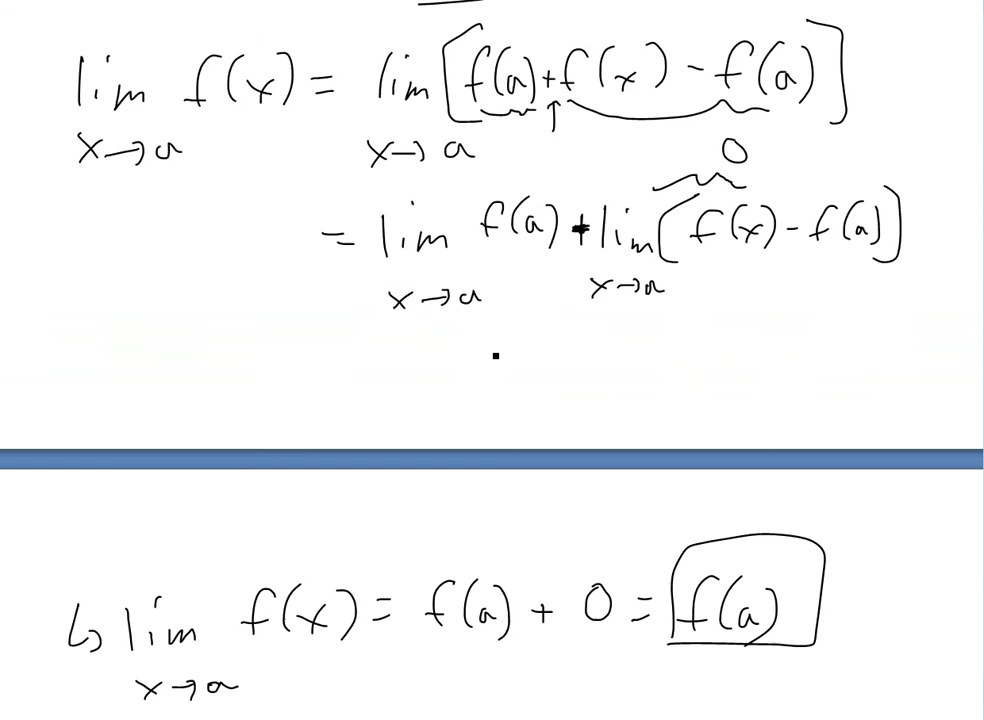 lim f(x) = lim [f(a) + f(x) - f(a)]
x→a x→a
0
= lim f(a) + lim [f(x) - f(a)]
x→a x→a
↳ lim f(x) = f(a) + 0 = f(a)
x→a